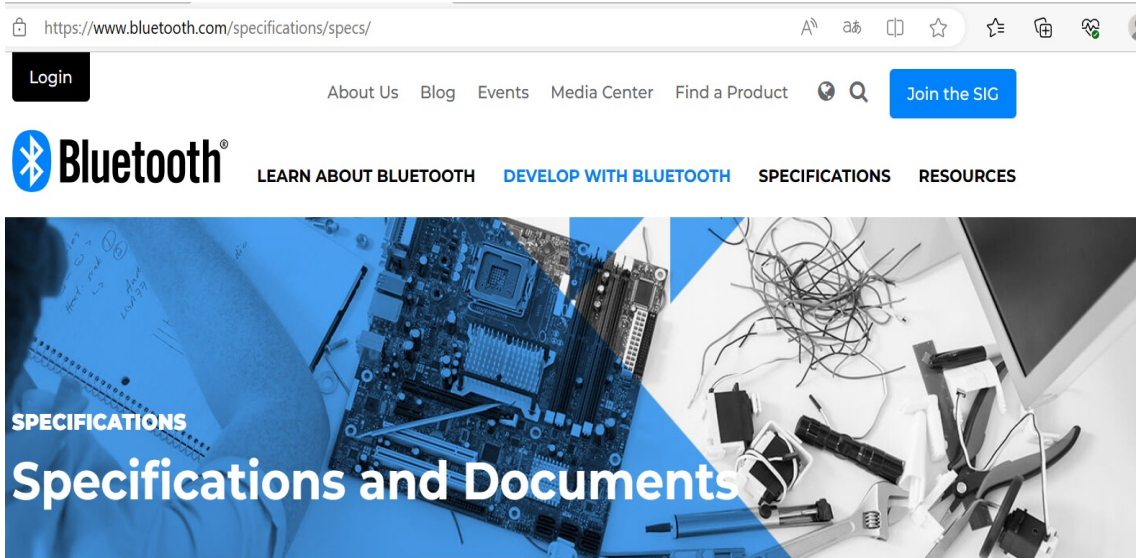 https://www.bluetooth.com/specifications/specs/
Login
About Us Blog Events Media Center Find a Product
Join the SIG
Bluetooth®
LEARN ABOUT BLUETOOTH DEVELOP WITH BLUETOOTH SPECIFICATIONS RESOURCES
SPECIFICATIONS
Specifications and Documents